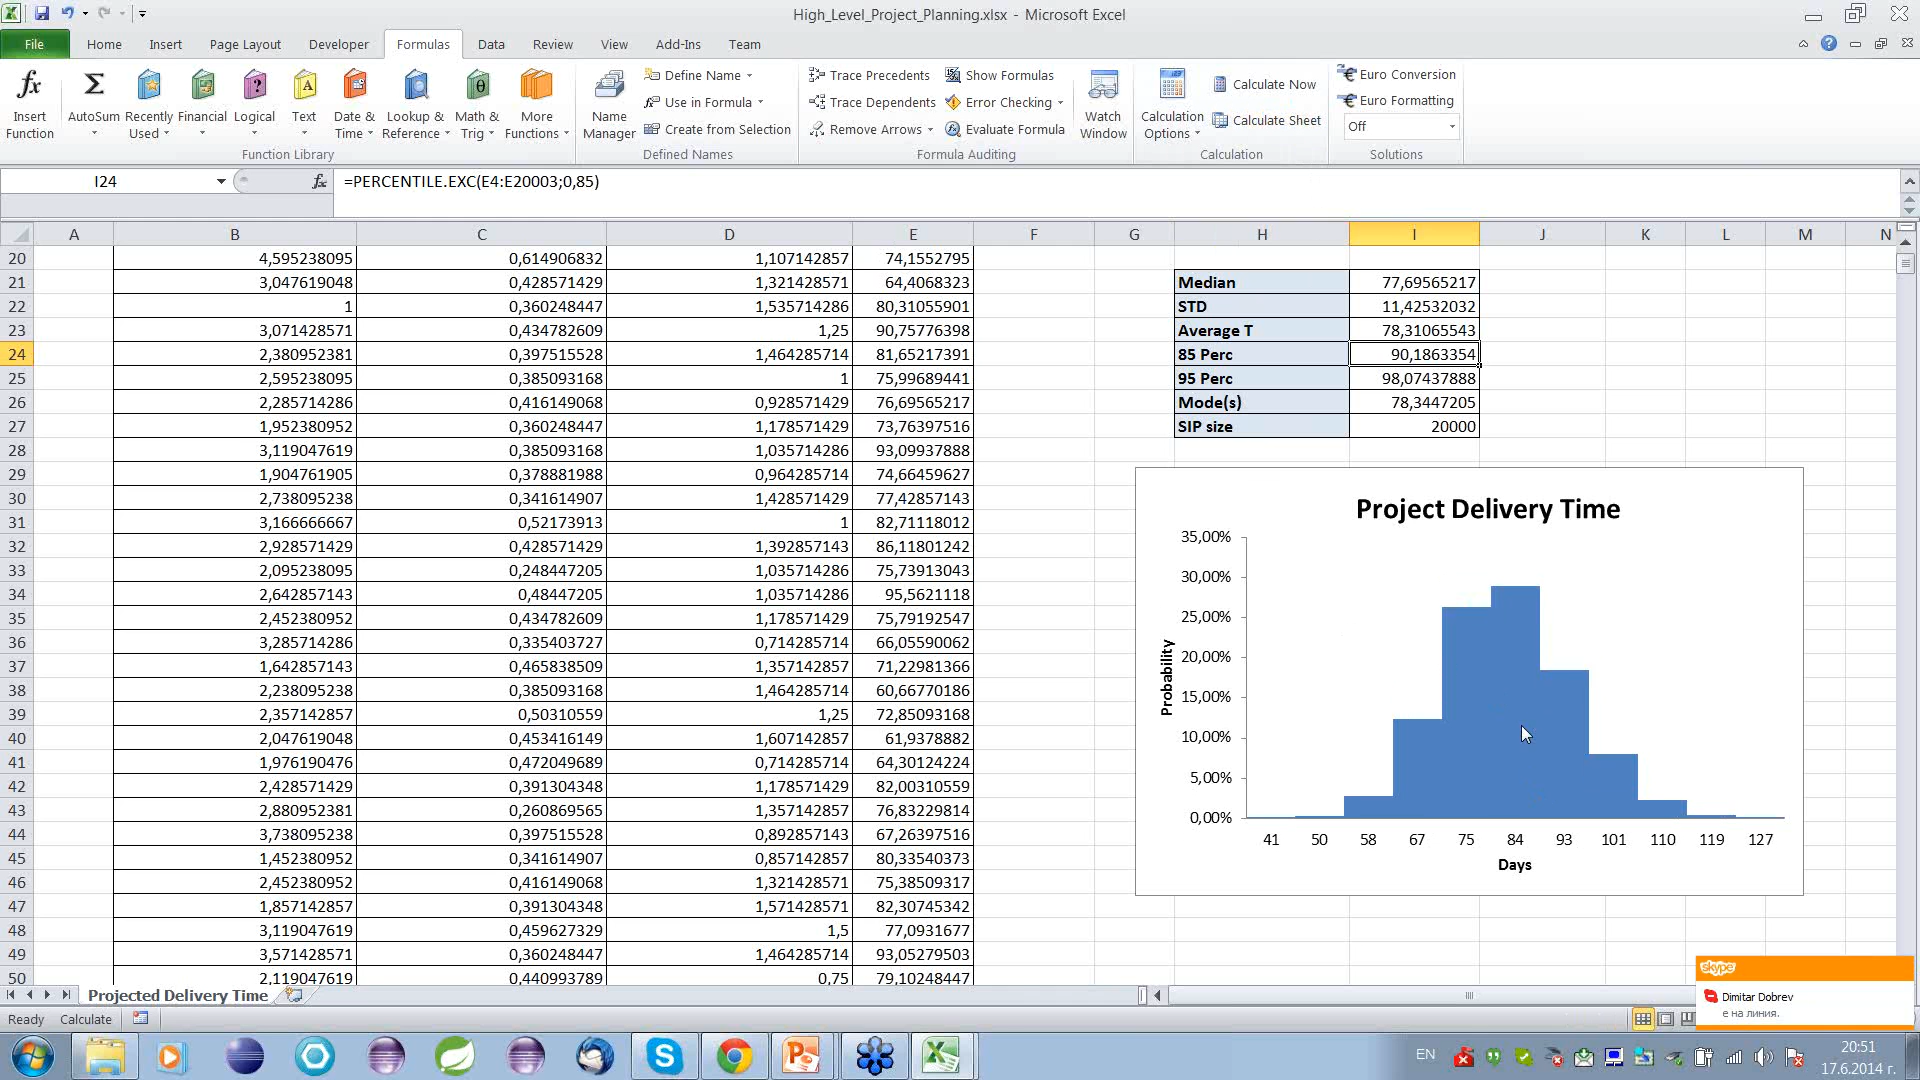 High_Level_Project_Planning.xlsx - Microsoft Excel
File Home Insert Page Layout Developer Formulas Data Review View Add-Ins Team
Insert Function
AutoSum
Recently Used
Financial
Logical
Text
Date & Time
Lookup & Reference
Math & Trig
More Functions
Function Library
Name Manager
Define Name
Use in Formula
Create from Selection
Defined Names
Trace Precedents
Trace Dependents
Remove Arrows
Show Formulas
Error Checking
Evaluate Formula
Formula Auditing
Watch Window
Calculation Options
Calculate Now
Calculate Sheet
Calculation
Euro Conversion
Euro Formatting
Off
Solutions
I24 fx =PERCENTILE.EXC(E4:E20003;0,85)
A B C D E F G H I J K L M N
20 4,595238095 0,614906832 1,107142857 74,1552795
21 3,047619048 0,428571429 1,321428571 64,4068323 Median 77,69565217
22 1 0,360248447 1,535714286 80,31055901 STD 11,42532032
23 3,071428571 0,434782609 1,25 90,75776398 Average T 78,31065543
24 2,380952381 0,397515528 1,464285714 81,65217391 85 Perc 90,1863354
25 2,595238095 0,385093168 1 75,99689441 95 Perc 98,07437888
26 2,285714286 0,416149068 0,928571429 76,69565217 Mode(s) 78,3447205
27 1,952380952 0,360248447 1,178571429 73,76397516 SIP size 20000
28 3,119047619 0,385093168 1,035714286 93,09937888
29 1,904761905 0,378881988 0,964285714 74,66459627
30 2,738095238 0,341614907 1,428571429 77,42857143
31 3,166666667 0,52173913 1 82,71118012
32 2,928571429 0,428571429 1,392857143 86,11801242
33 2,095238095 0,248447205 1,035714286 75,73913043
34 2,642857143 0,48447205 1,035714286 95,5621118
35 2,452380952 0,434782609 1,178571429 75,79192547
36 3,285714286 0,335403727 0,714285714 66,05590062
37 1,642857143 0,465838509 1,357142857 71,22981366
38 2,238095238 0,385093168 1,464285714 60,66770186
39 2,357142857 0,50310559 1,25 72,85093168
40 2,047619048 0,453416149 1,607142857 61,9378882
41 1,976190476 0,472049689 0,714285714 64,30124224
42 2,428571429 0,391304348 1,178571429 82,00310559
43 2,880952381 0,260869565 1,357142857 76,83229814
44 3,738095238 0,397515528 0,892857143 67,26397516
45 1,452380952 0,341614907 0,857142857 80,33540373
46 2,452380952 0,416149068 1,321428571 75,38509317
47 1,857142857 0,391304348 1,571428571 82,30745342
48 3,119047619 0,459627329 1,5 77,0931677
49 3,571428571 0,360248447 1,464285714 93,05279503
50 2,119047619 0,440993789 0,75 79,10248447
Project Delivery Time
Probability
35,00%
30,00%
25,00%
20,00%
15,00%
10,00%
5,00%
0,00%
41 50 58 67 75 84 93 101 110 119 127
Days
skype
Dimitar Dobrev
е на линия.
Projected Delivery Time
Ready Calculate
EN
20:51
17.6.2014 г.